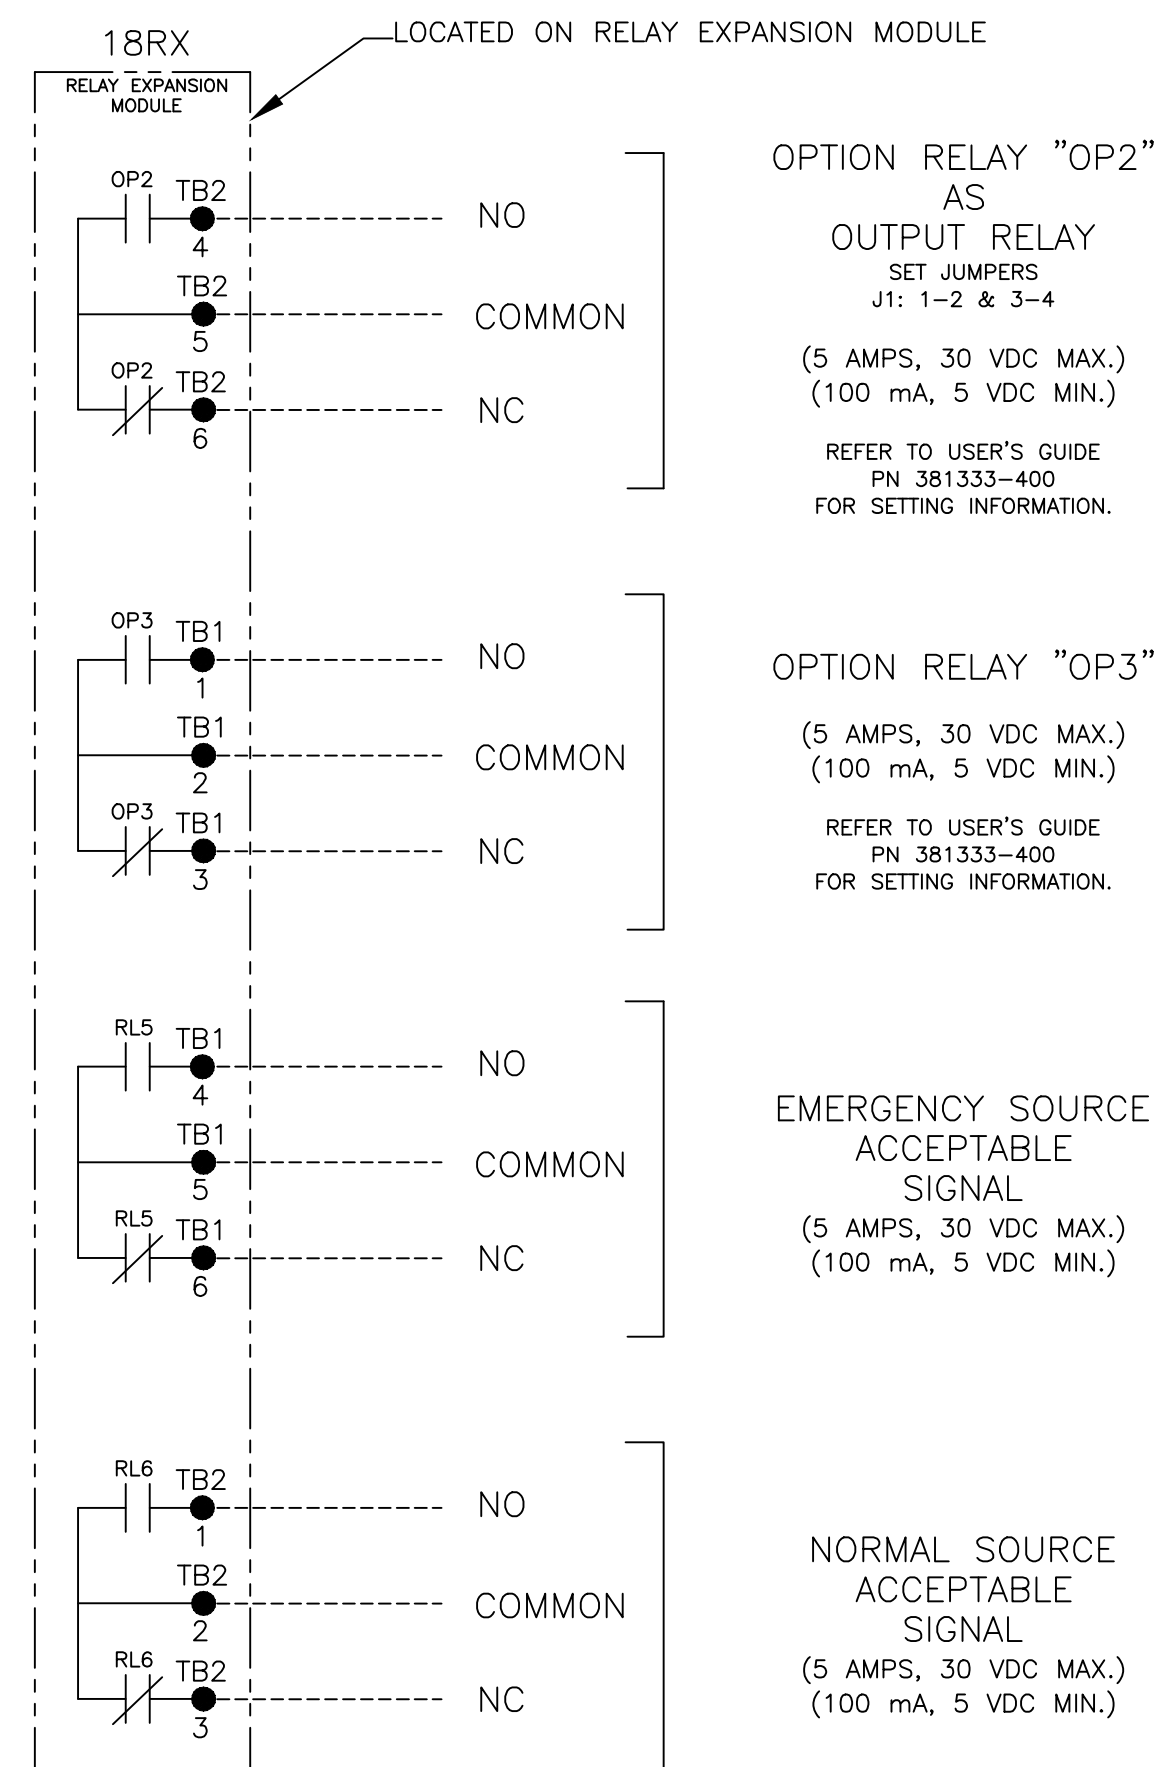 18RX
LOCATED ON RELAY EXPANSION MODULE
RELAY EXPANSION
MODULE
OP2
TB2
4
NO
TB2
5
COMMON
OP2
TB2
6
NC
OPTION RELAY "OP2"
AS
OUTPUT RELAY
SET JUMPERS
J1: 1-2 & 3-4
(5 AMPS, 30 VDC MAX.)
(100 mA, 5 VDC MIN.)
REFER TO USER'S GUIDE
PN 381333-400
FOR SETTING INFORMATION.
OP3
TB1
1
NO
TB1
2
COMMON
OP3
TB1
3
NC
OPTION RELAY "OP3"
(5 AMPS, 30 VDC MAX.)
(100 mA, 5 VDC MIN.)
REFER TO USER'S GUIDE
PN 381333-400
FOR SETTING INFORMATION.
RL5
TB1
4
NO
TB1
5
COMMON
RL5
TB1
6
NC
EMERGENCY SOURCE
ACCEPTABLE
SIGNAL
(5 AMPS, 30 VDC MAX.)
(100 mA, 5 VDC MIN.)
RL6
TB2
1
NO
TB2
2
COMMON
RL6
TB2
3
NC
NORMAL SOURCE
ACCEPTABLE
SIGNAL
(5 AMPS, 30 VDC MAX.)
(100 mA, 5 VDC MIN.)